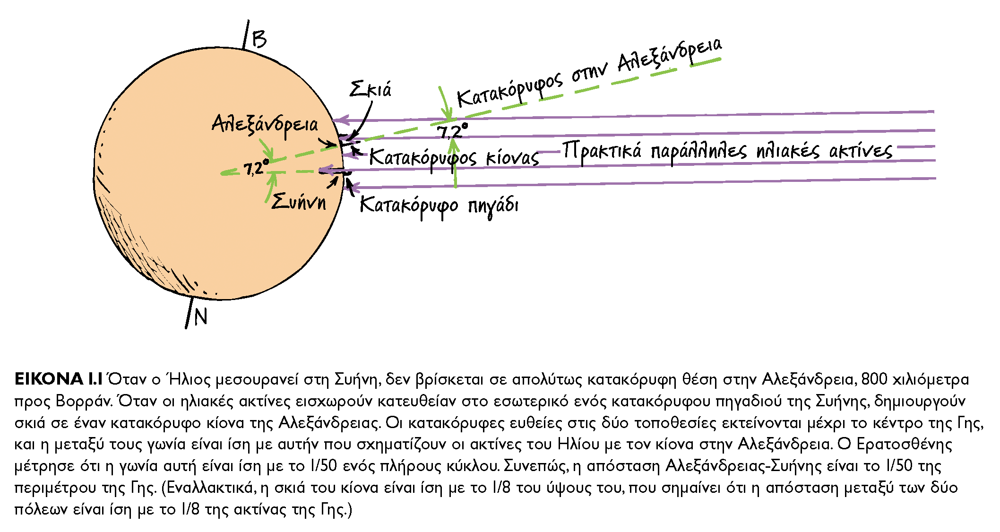 Β
Κατακόρυφος στην Αλεξάνδρεια
Σκιά
Αλεξάνδρεια
7,2°
Κατακόρυφος κίονας
Πρακτικά παράλληλες ηλιακές ακτίνες
7,2°
Συήνη
Κατακόρυφο πηγάδι
Ν
ΕΙΚΟΝΑ 1.1 Όταν ο Ήλιος μεσουρανεί στη Συήνη, δεν βρίσκεται σε απολύτως κατακόρυφη θέση στην Αλεξάνδρεια, 800 χιλιόμετρα
προς Βορράν. Όταν οι ηλιακές ακτίνες εισχωρούν κατευθείαν στο εσωτερικό ενός κατακόρυφου πηγαδιού της Συήνης, δημιουργούν
σκιά σε έναν κατακόρυφο κίονα της Αλεξάνδρειας. Οι κατακόρυφες ευθείες στις δύο τοποθεσίες εκτείνονται μέχρι το κέντρο της Γης,
και η μεταξύ τους γωνία είναι ίση με αυτήν που σχηματίζουν οι ακτίνες του Ηλίου με τον κίονα στην Αλεξάνδρεια. Ο Ερατοσθένης
μέτρησε ότι η γωνία αυτή είναι ίση με το 1/50 ενός πλήρους κύκλου. Συνεπώς, η απόσταση Αλεξάνδρειας-Συήνης είναι το 1/50 της
περιμέτρου της Γης. (Εναλλακτικά, η σκιά του κίονα είναι ίση με το 1/8 του ύψους του, που σημαίνει ότι η απόσταση μεταξύ των δύο
πόλεων είναι ίση με το 1/8 της ακτίνας της Γης.)